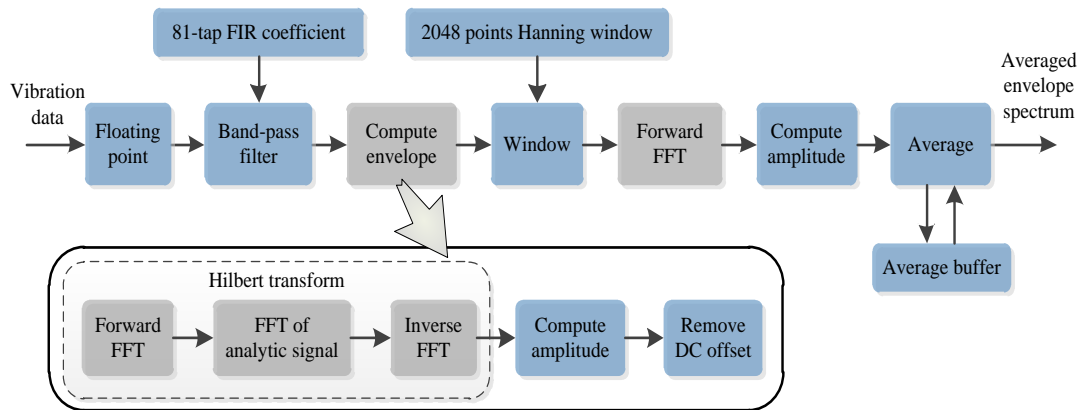 81-tap FIR coefficient
2048 points Hanning window
Vibration
data
Floating
point
Band-pass
filter
Compute
envelope
Window
Forward
FFT
Compute
amplitude
Average
Averaged
envelope
spectrum
Average buffer
Hilbert transform
Forward
FFT
FFT of
analytic signal
Inverse
FFT
Compute
amplitude
Remove
DC offset